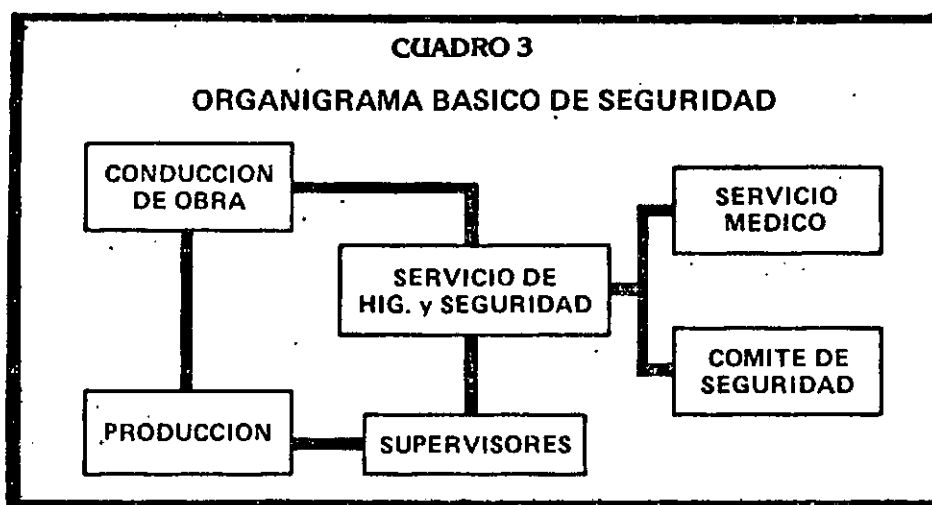 CUADRO 3
ORGANIGRAMA BASICO DE SEGURIDAD
CONDUCCION
DE OBRA
SERVICIO
MEDICO
SERVICIO DE
HIG. y SEGURIDAD
COMITE DE
SEGURIDAD
PRODUCCION
SUPERVISORES